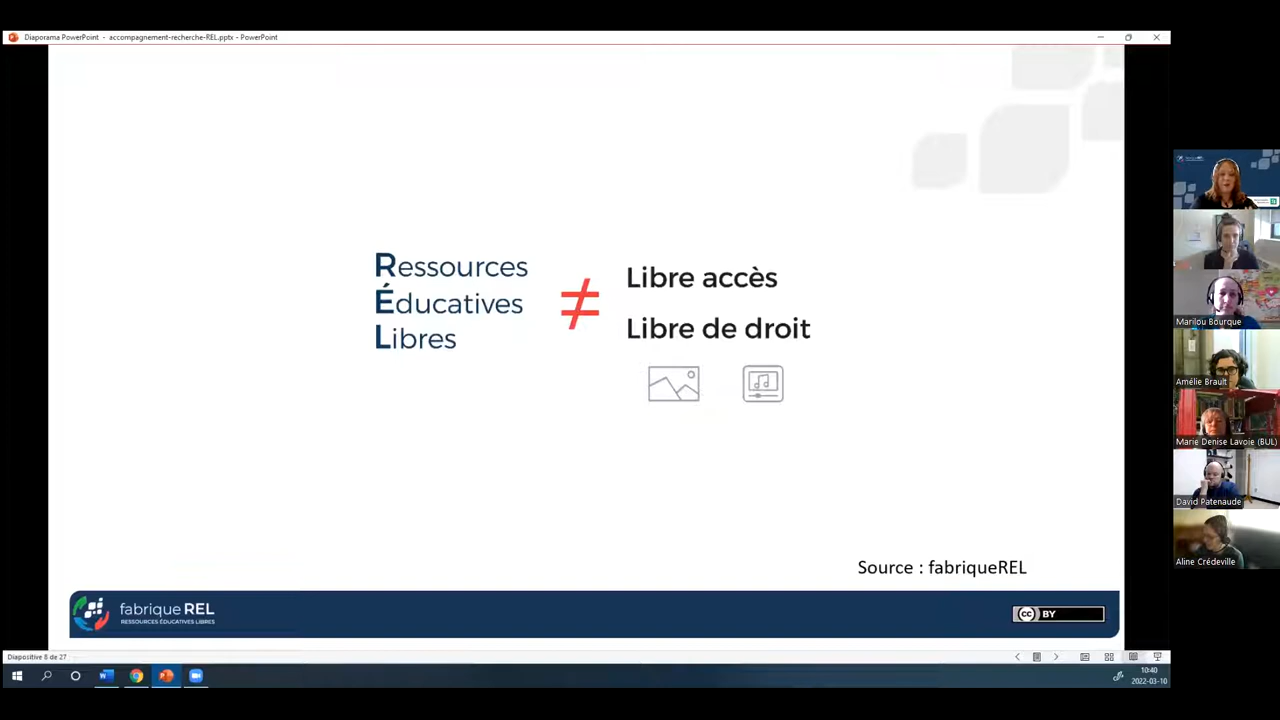 Diaporama PowerPoint - accompagnement-recherche-REL.pptx - PowerPoint
Ressources
Éducatives
Libres
≠
Libre accès
Libre de droit
Source : fabriqueREL
fabrique REL
RESSOURCES ÉDUCATIVES LIBRES
cc BY
Diapositive 8 de 27
10:40
2022-03-10
Marilou Bourque
Amélie Brault
Marie Denise Lavoie (BUL)
David Patenaude
Aline Crédeville